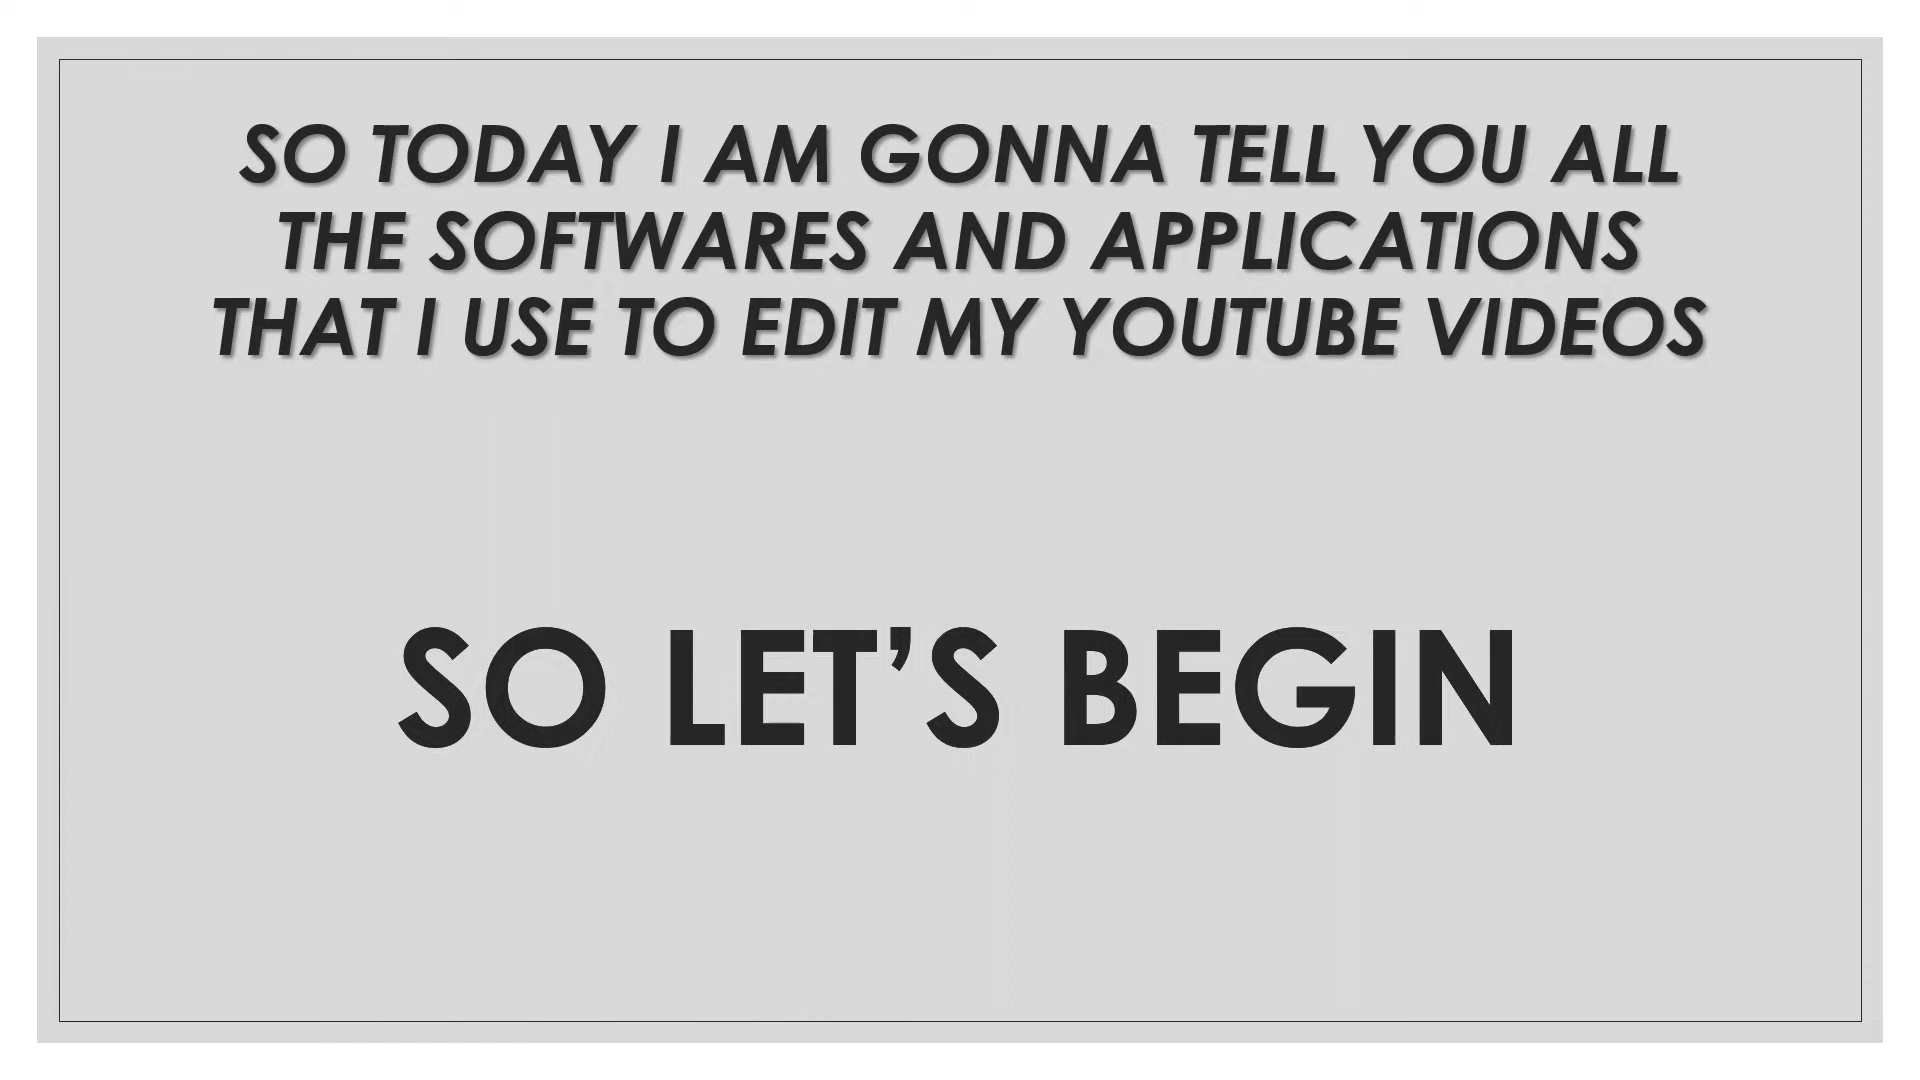 SO TODAY I AM GONNA TELL YOU ALL
THE SOFTWARES AND APPLICATIONS
THAT I USE TO EDIT MY YOUTUBE VIDEOS
SO LET’S BEGIN